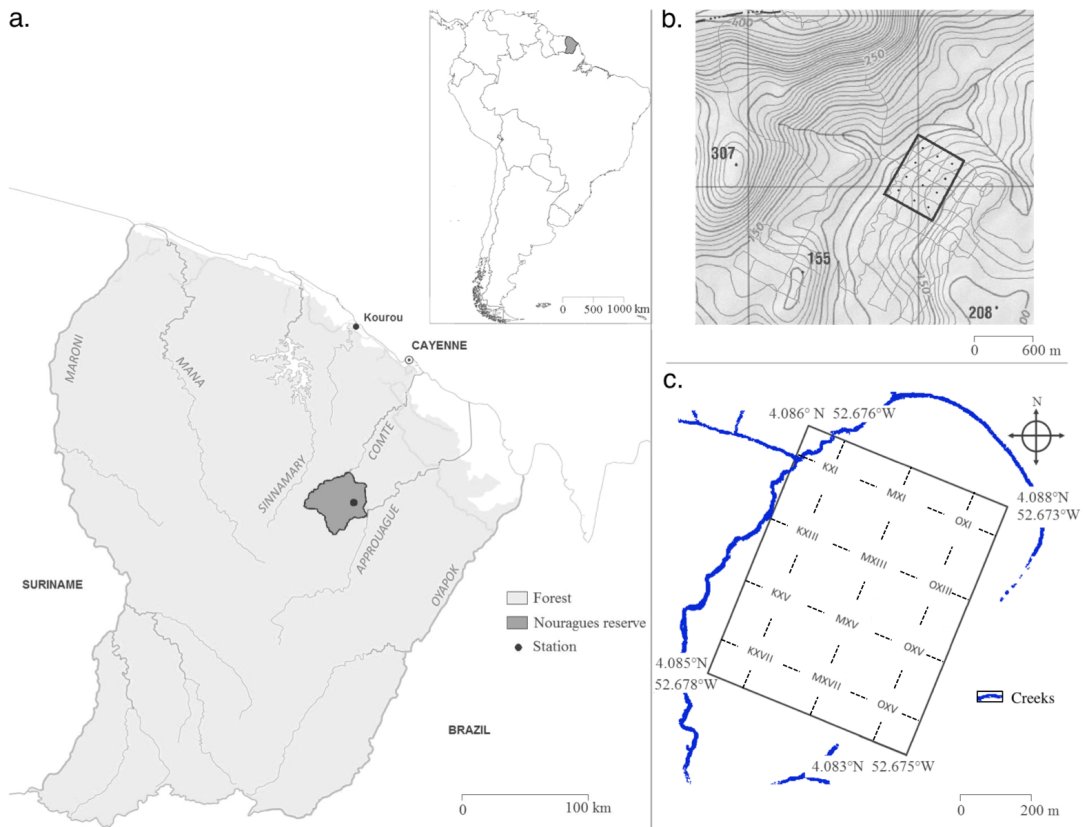 a.
0 500 1000 km
Kourou
CAYENNE
MARONI
MANA
SINNAMARY
COMTE
APPROUAGUE
OYAPOK
SURINAME
BRAZIL
Forest
Nouragues reserve
Station
0 100 km
b.
400
250
307
150
155
150
208
00
0 600 m
c.
N
4.086° N 52.676°W
4.088°N
52.673°W
KXI
MXI
OXI
KXIII
MXIII
OXIII
KXV
MXV
OXV
KXVII
MXVII
OXV
4.085°N
52.678°W
4.083°N 52.675°W
Creeks
0 200 m